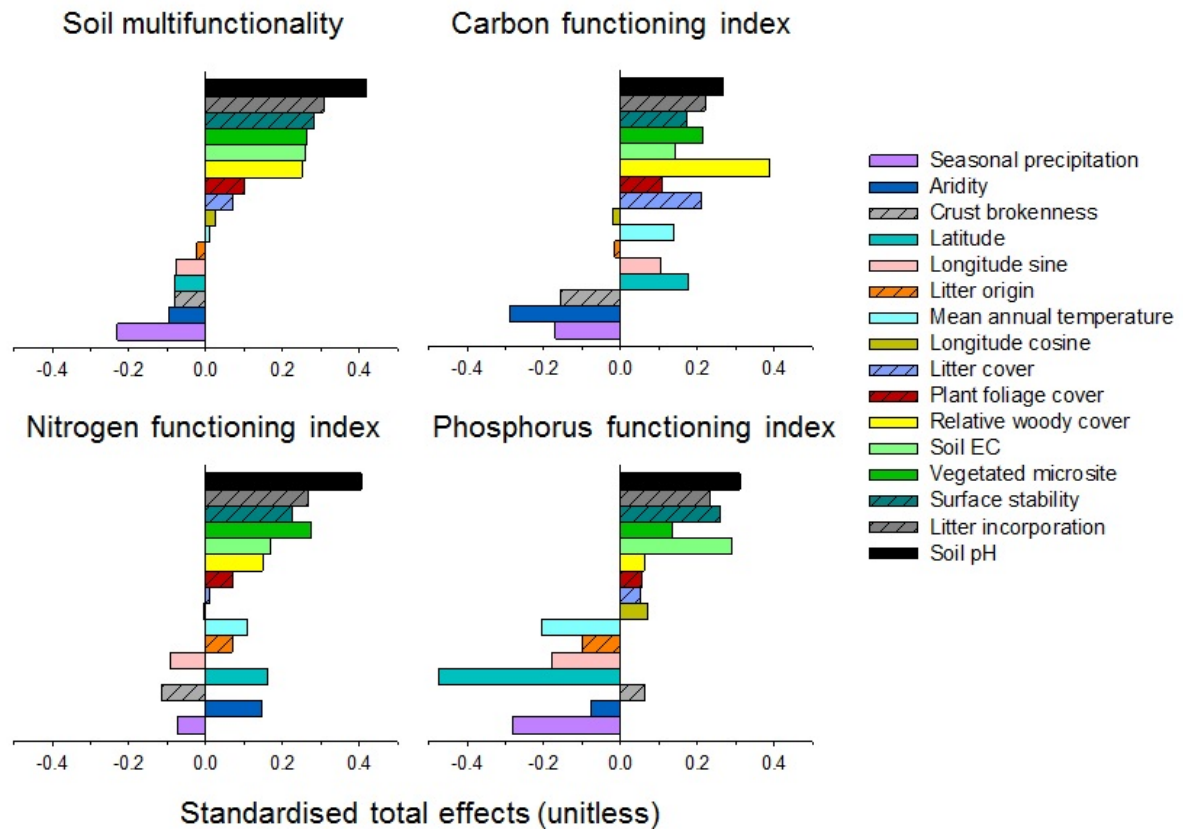 Soil multifunctionality
Carbon functioning index
-0.4 -0.2 0.0 0.2 0.4
-0.4 -0.2 0.0 0.2 0.4
Nitrogen functioning index
Phosphorus functioning index
-0.4 -0.2 0.0 0.2 0.4
-0.4 -0.2 0.0 0.2 0.4
Standardised total effects (unitless)
Seasonal precipitation
Aridity
Crust brokenness
Latitude
Longitude sine
Litter origin
Mean annual temperature
Longitude cosine
Litter cover
Plant foliage cover
Relative woody cover
Soil EC
Vegetated microsite
Surface stability
Litter incorporation
Soil pH